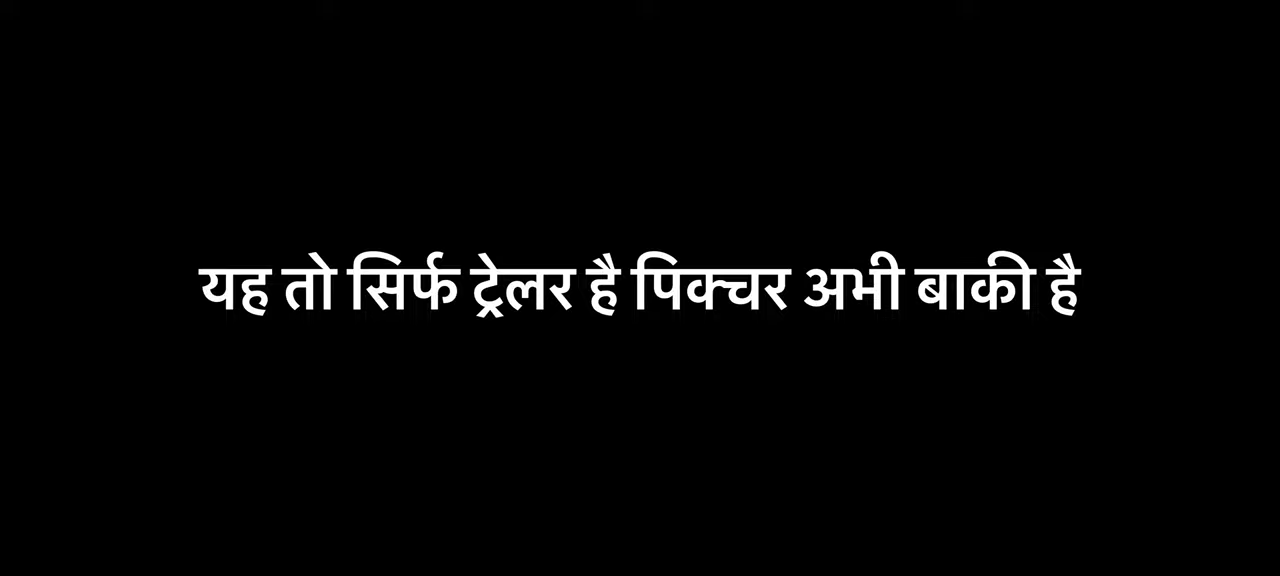 यह तो सिर्फ ट्रेलर है पिक्चर अभी बाकी है